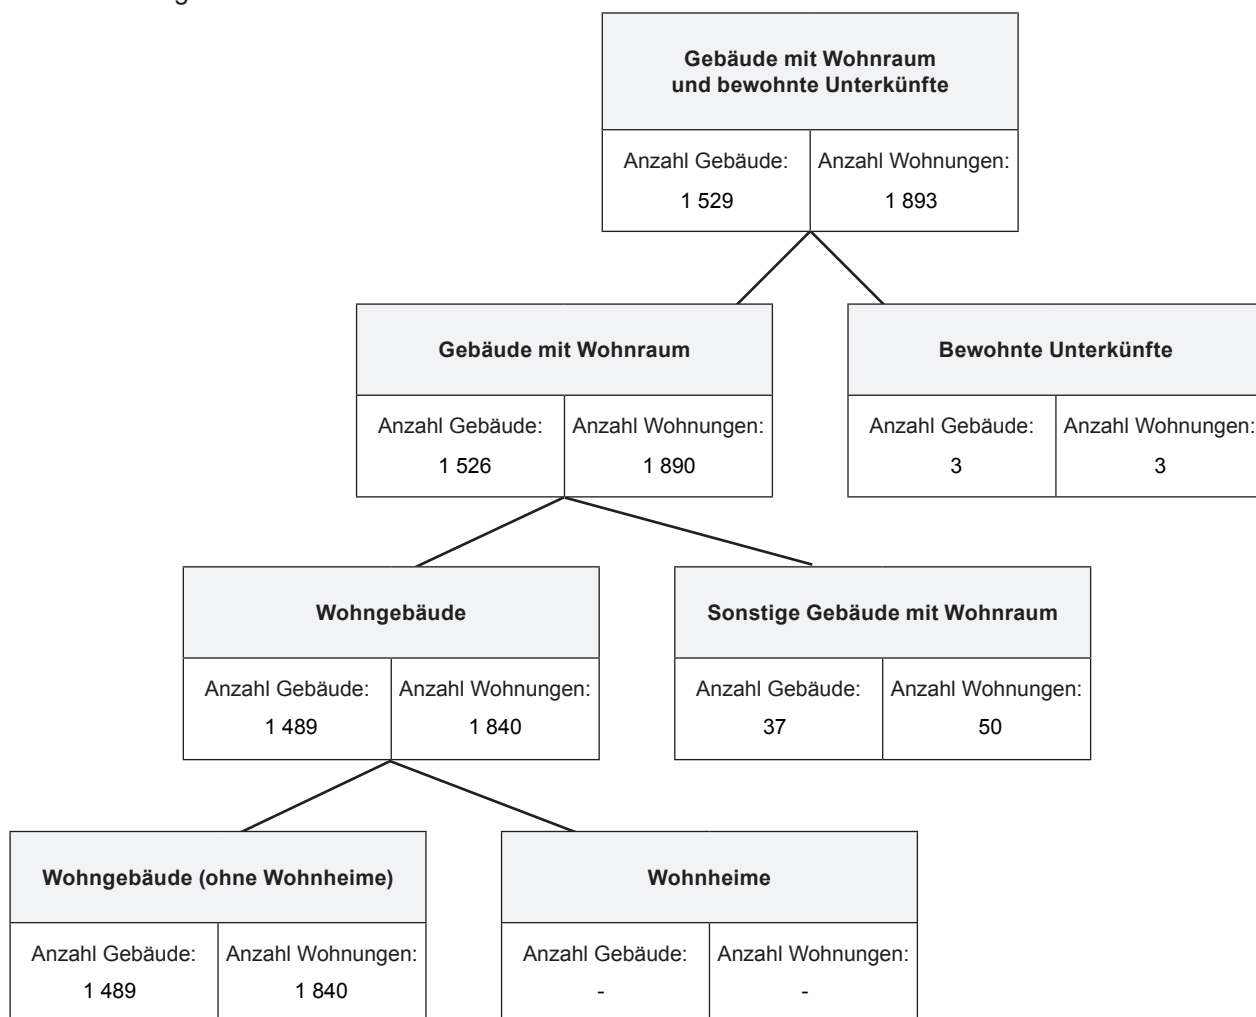 Gebäude mit Wohnraum
und bewohnte Unterkünfte
Anzahl Gebäude: Anzahl Wohnungen:
1 529 1 893
Gebäude mit Wohnraum Bewohnte Unterkünfte
Anzahl Gebäude: Anzahl Wohnungen: Anzahl Gebäude: Anzahl Wohnungen:
1 526 1 890 3 3
Wohngebäude Sonstige Gebäude mit Wohnraum
Anzahl Gebäude: Anzahl Wohnungen: Anzahl Gebäude: Anzahl Wohnungen:
1 489 1 840 37 50
Wohngebäude (ohne Wohnheime) Wohnheime
Anzahl Gebäude: Anzahl Wohnungen: Anzahl Gebäude: Anzahl Wohnungen:
1 489 1 840 - -